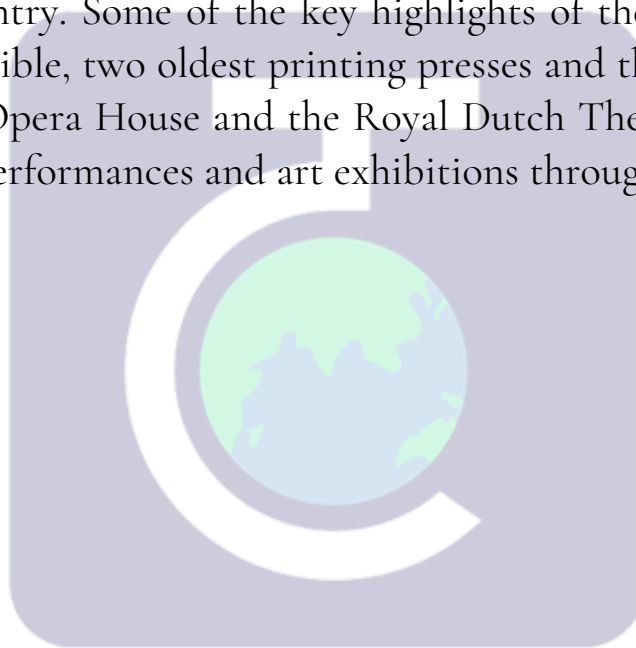 ntry. Some of the key highlights of the
ible, two oldest printing presses and th
Opera House and the Royal Dutch The
erformances and art exhibitions throug